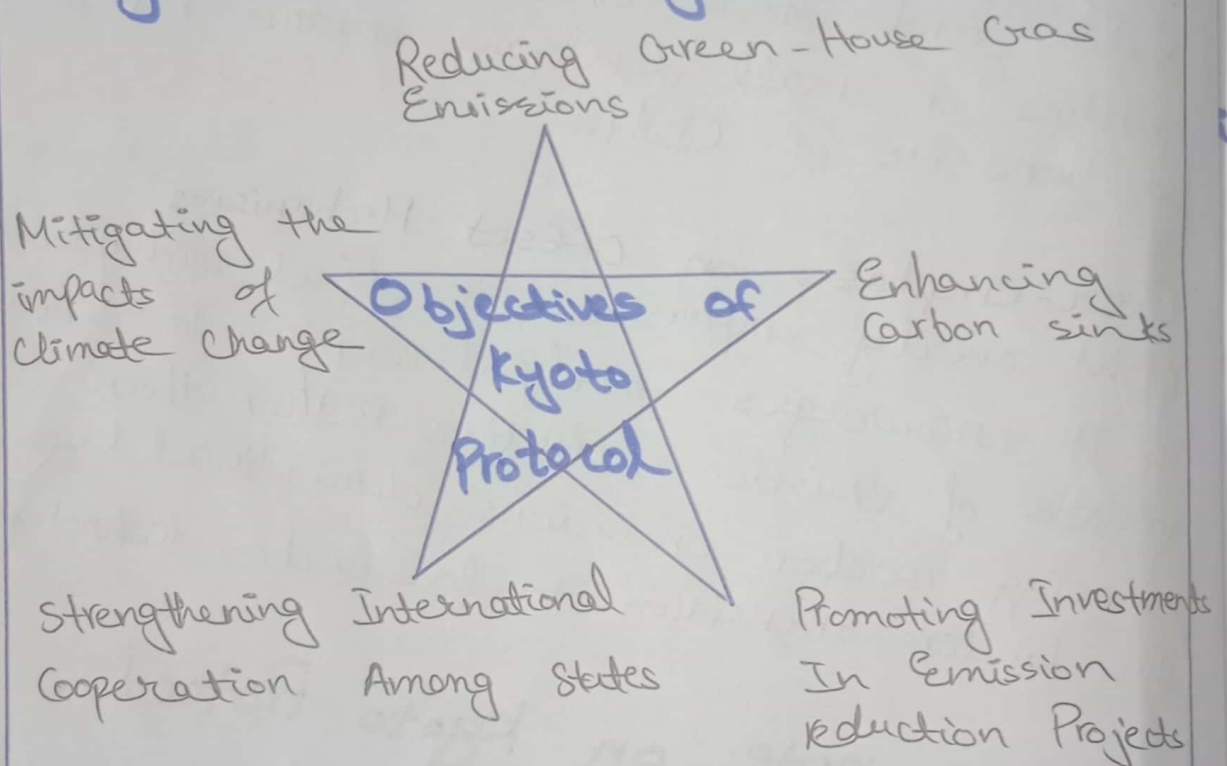 Reducing Green-House Gas
Emissions
Mitigating the
impacts of
Climate Change
Objectives of
Kyoto
Protocol
Enhancing
Carbon sinks
Strengthening International
Cooperation Among States
Promoting Investments
In Emission
reduction Projects